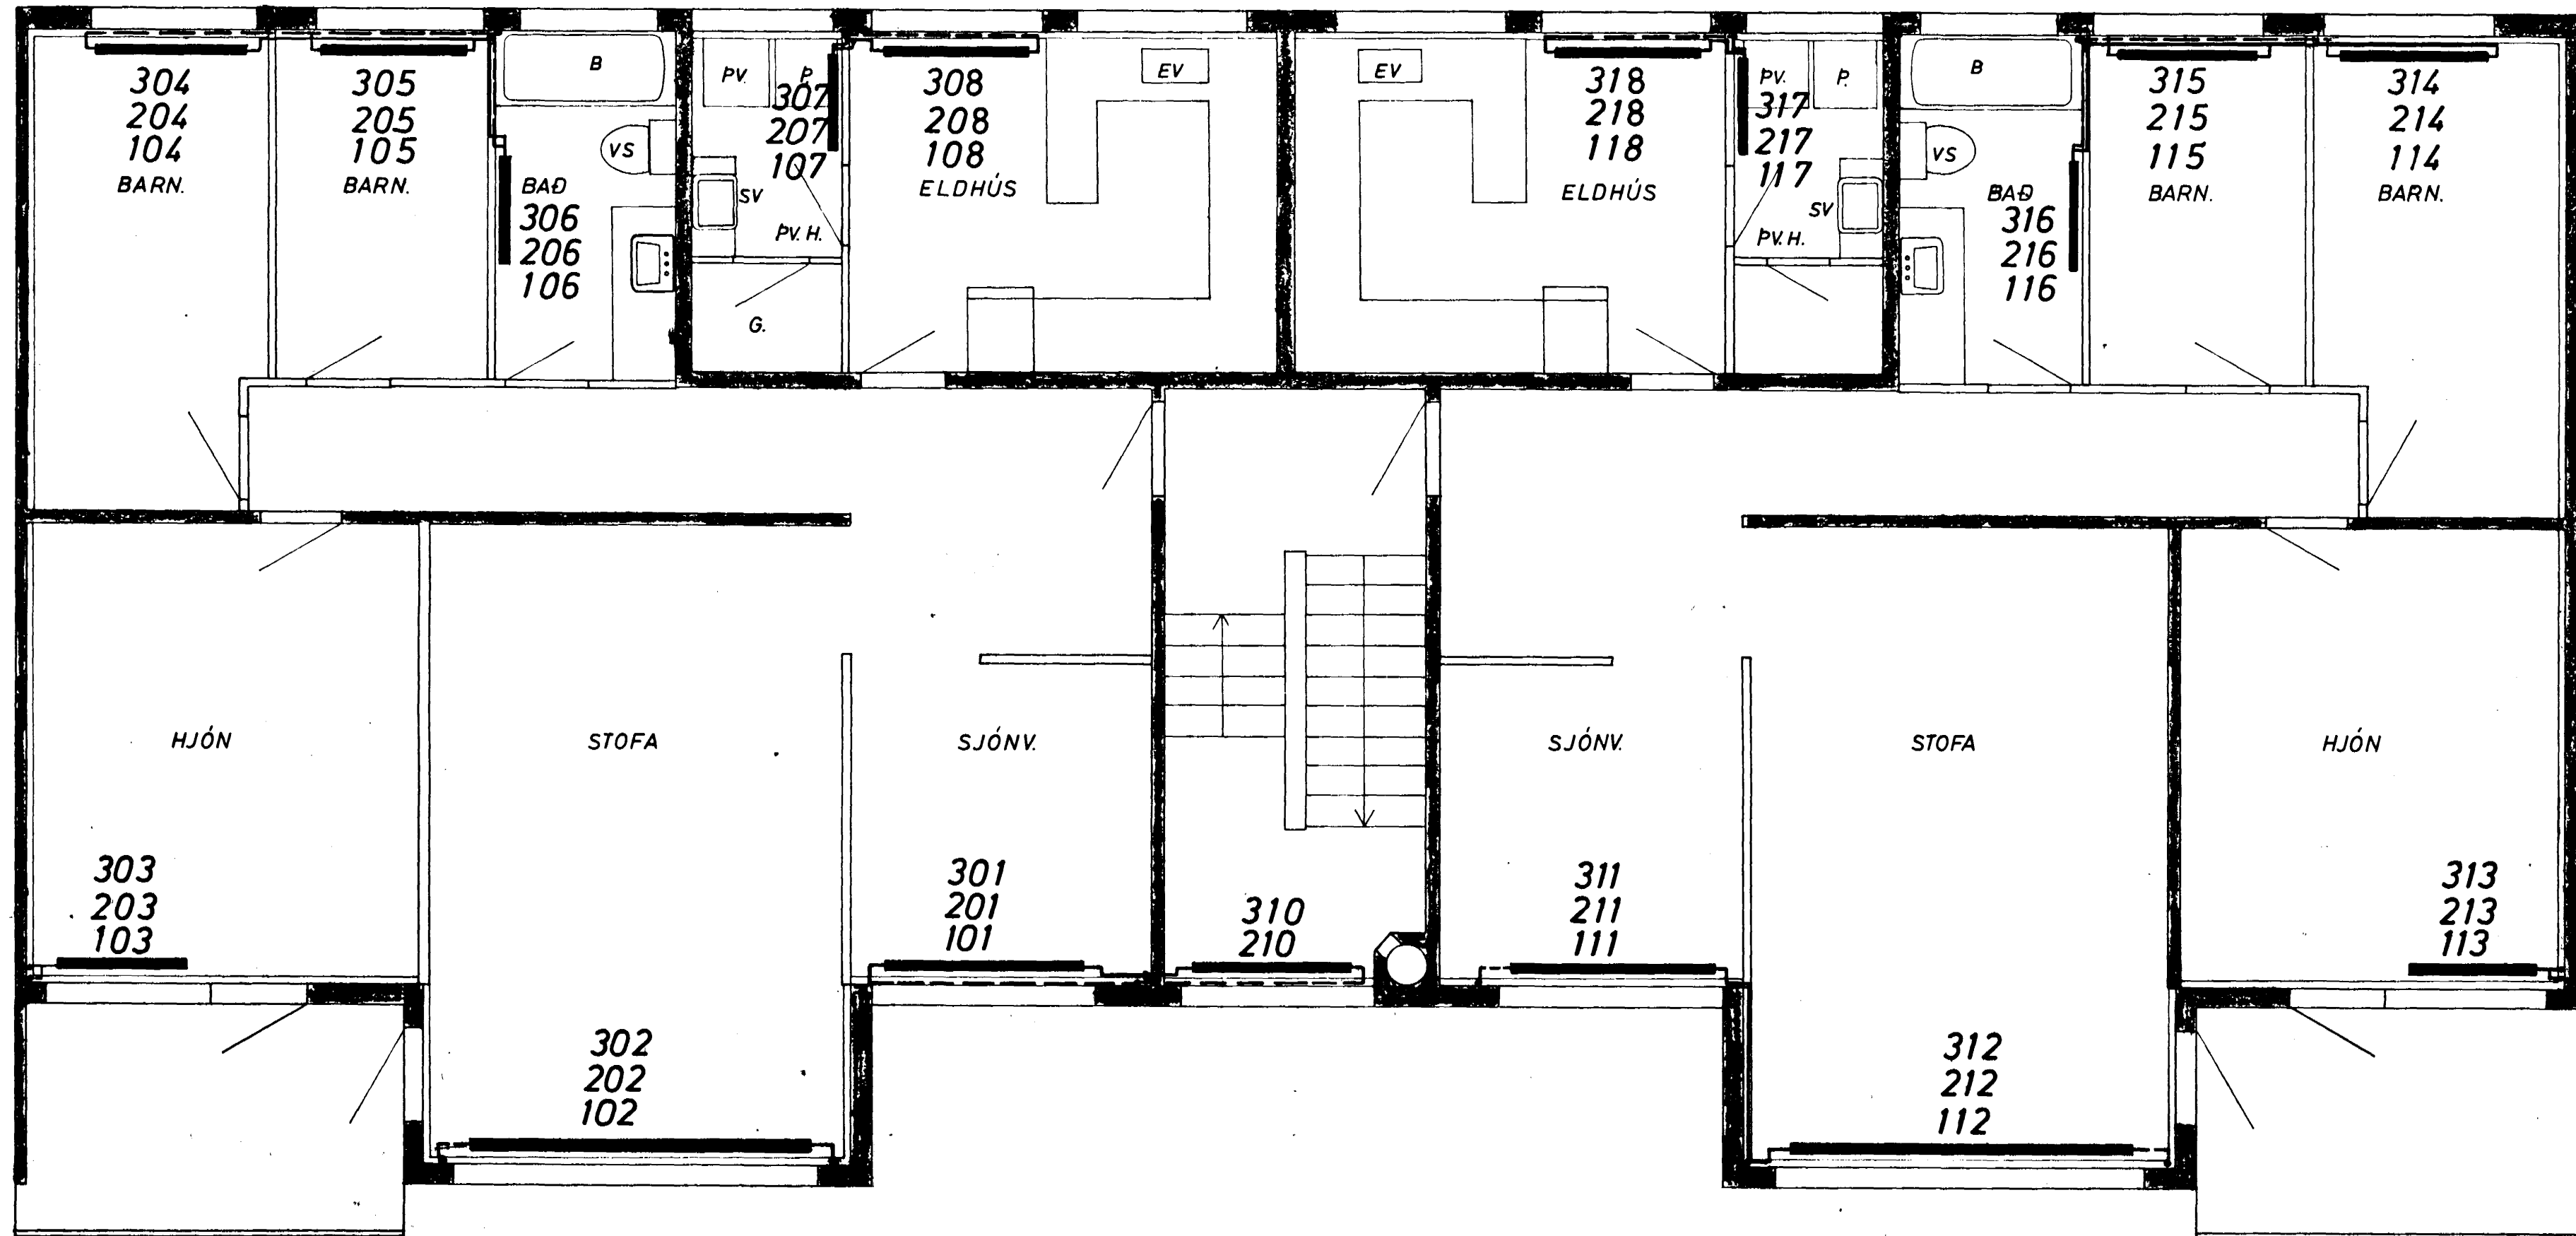 304
204
104
BARN.
305
205
105
BARN.
B
VS
BAÐ
306
206
106
ÞV.
Þ.
307
207
107
SV
ÞV. H.
G.
308
208
108
ELDHÚS
EV
EV
318
218
118
ELDHÚS
ÞV.
Þ.
317
217
117
SV
ÞV. H.
B
VS
BAÐ
316
216
116
315
215
115
BARN.
314
214
114
BARN.
HJÓN
STOFA
SJÓNV.
SJÓNV.
STOFA
HJÓN
303
203
103
301
201
101
310
210
311
211
111
313
213
113
302
202
102
312
212
112